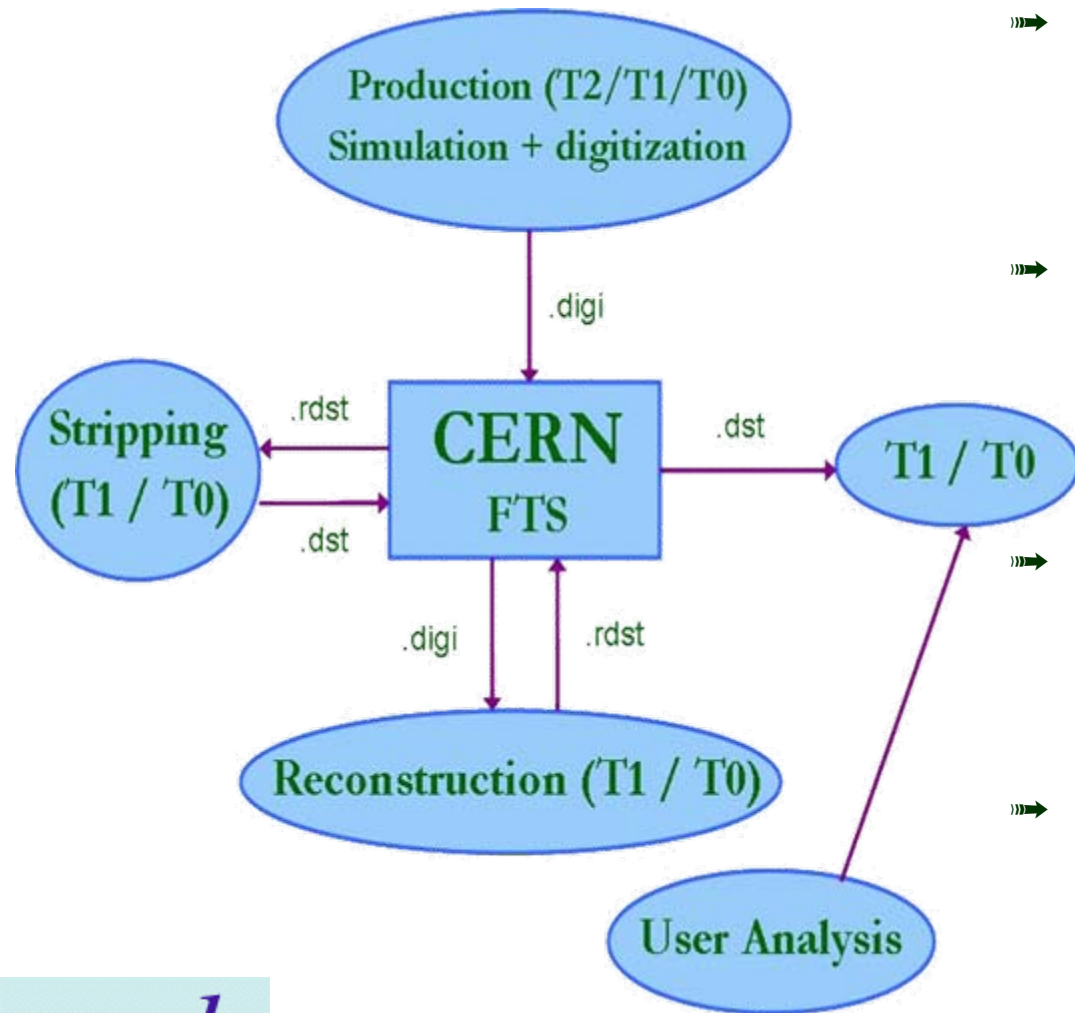 Production (T2/T1/T0)
Simulation + digitization
.digi
Stripping
(T1 / T0)
.rdst
.dst
CERN
FTS
.dst
T1 / T0
.digi
.rdst
Reconstruction (T1 / T0)
User Analysis